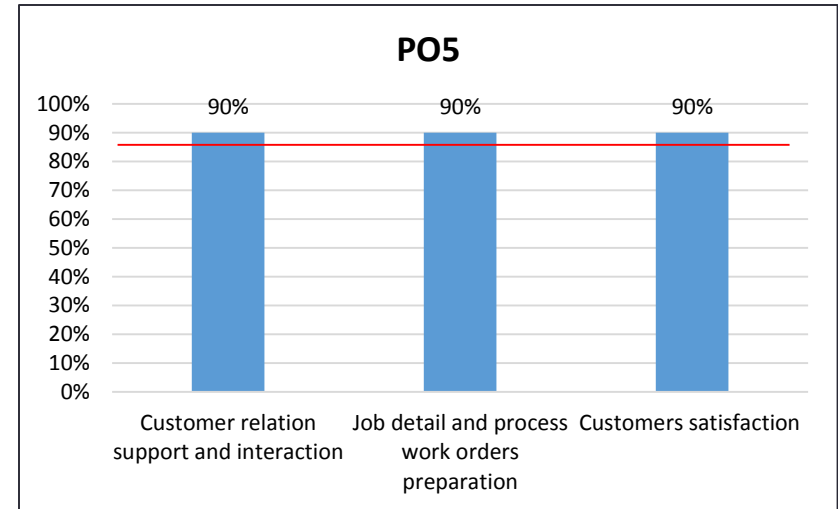 PO5
100%
90%
80%
70%
60%
50%
40%
30%
20%
10%
0%
90% 90% 90%
Customer relation
support and interaction
Job detail and process
work orders
preparation
Customers satisfaction